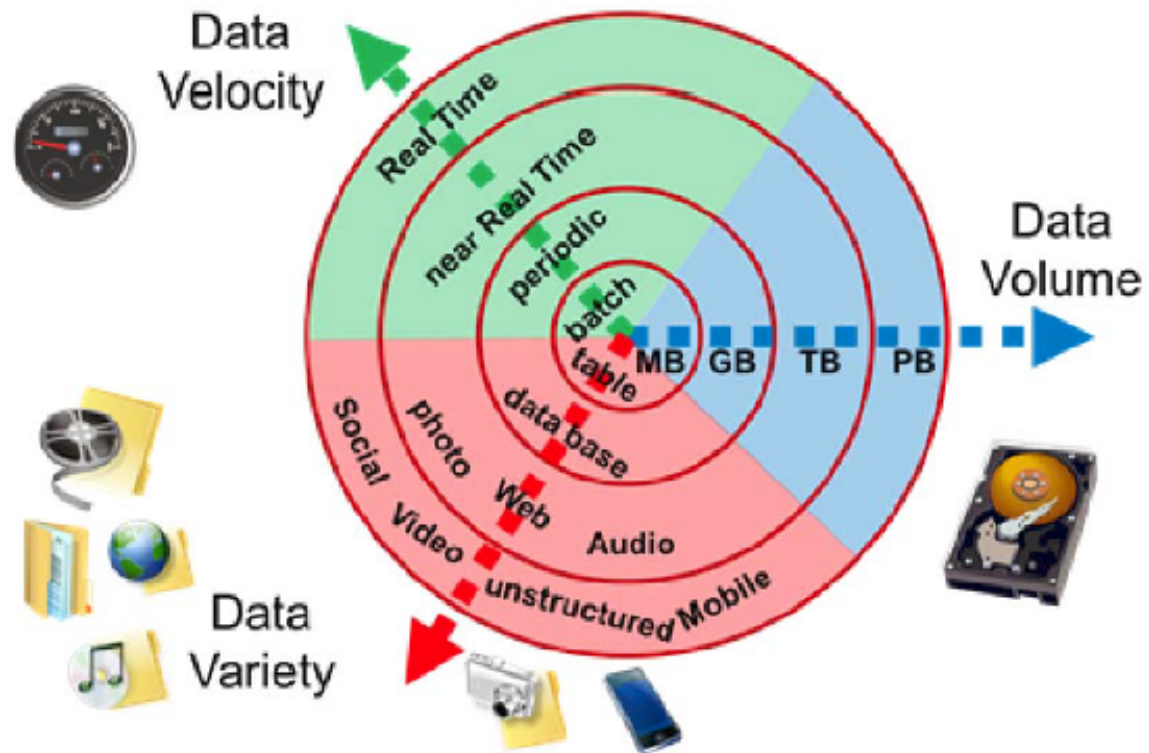 Data
Velocity
Real Time
near Real Time
periodic
batch
Data
Volume
MB GB TB PB
table
data base
photo Web Audio
Social Video unstructured Mobile
Data
Variety